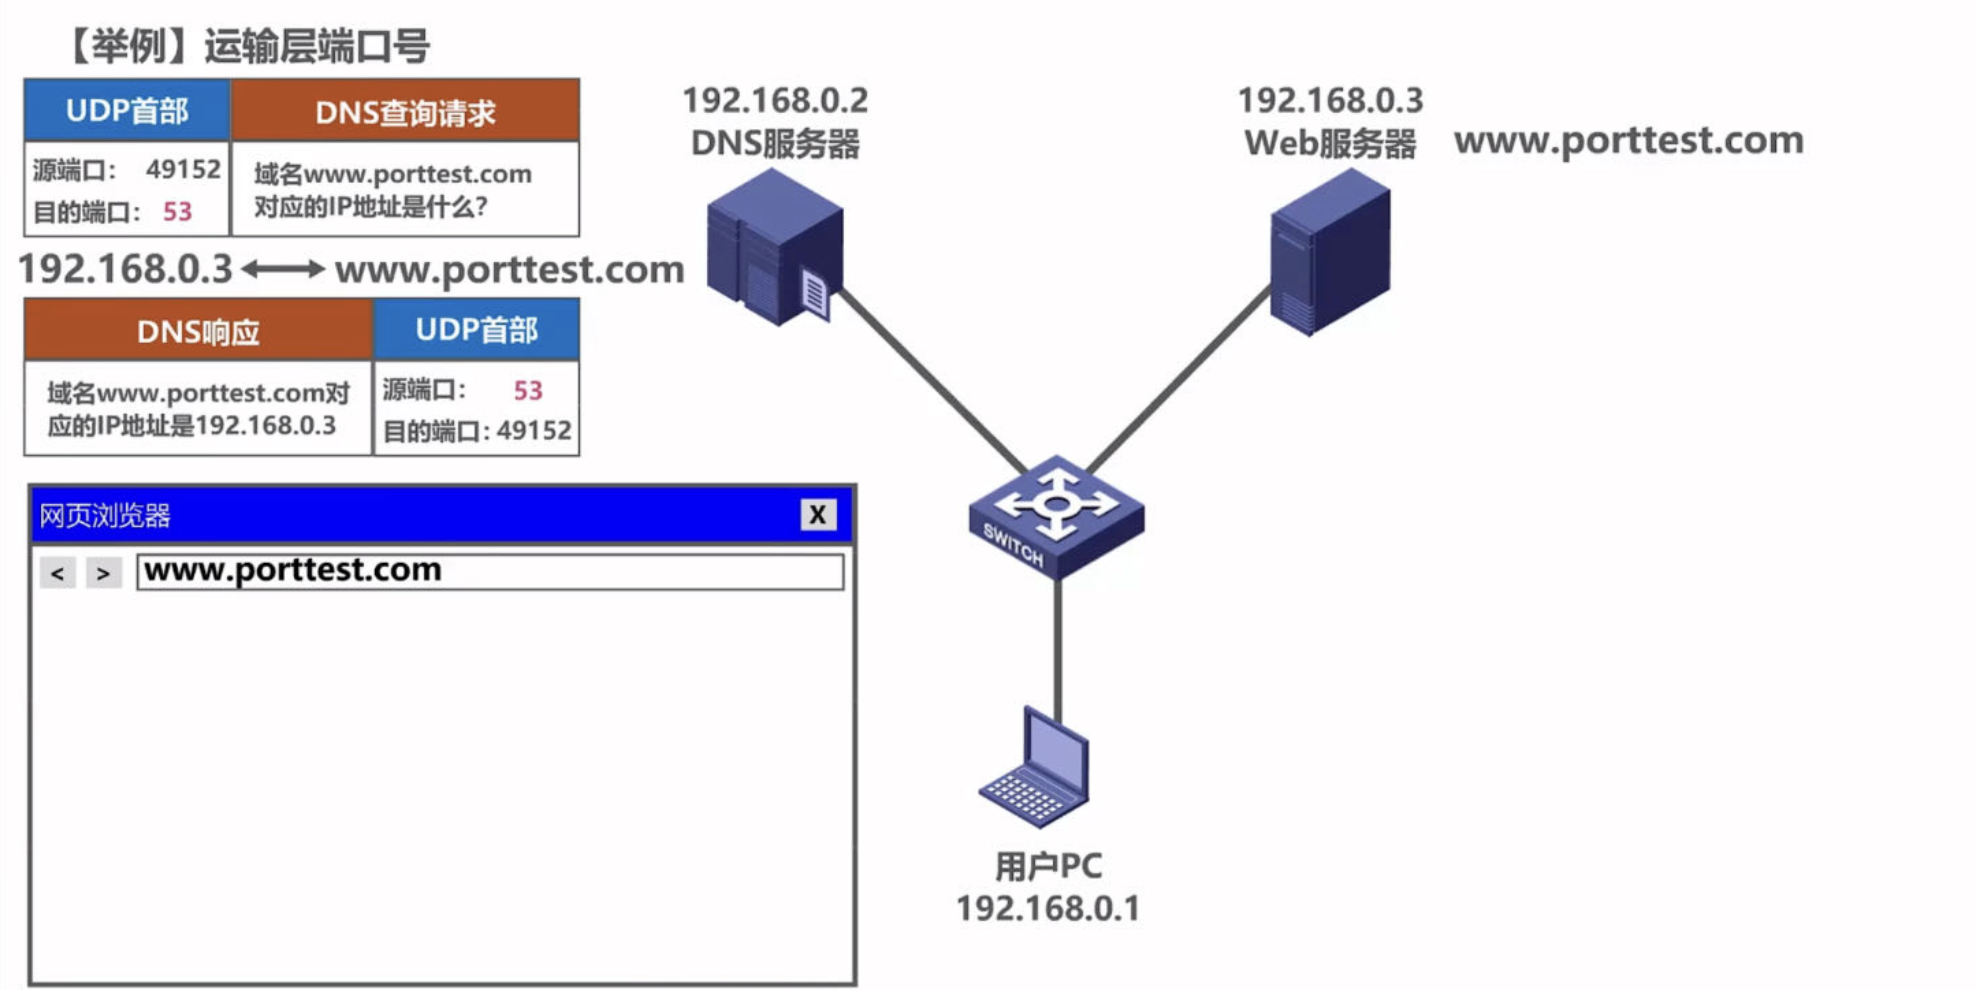 【举例】运输层端口号
UDP首部
DNS查询请求
源端口： 49152
目的端口： 53
域名www.porttest.com
对应的IP地址是什么？
192.168.0.3
www.porttest.com
DNS响应
UDP首部
域名www.porttest.com对
应的IP地址是192.168.0.3
源端口： 53
目的端口：49152
网页浏览器
X
< >
www.porttest.com
192.168.0.2
DNS服务器
192.168.0.3
Web服务器
www.porttest.com
SWITCH
用户PC
192.168.0.1